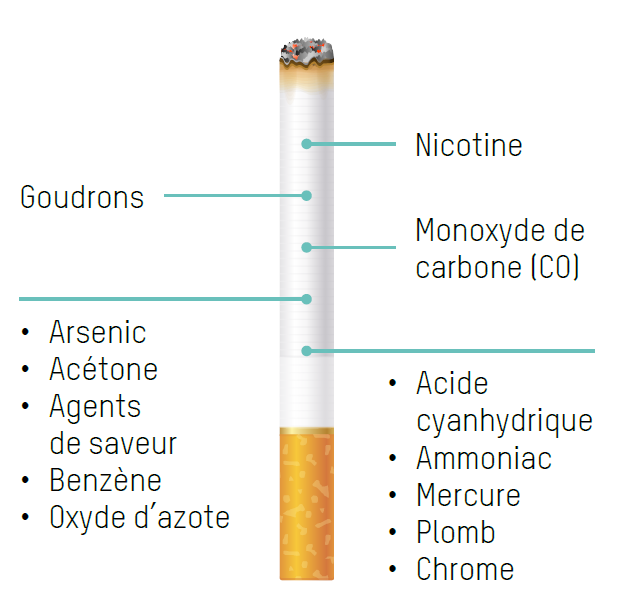 Nicotine
Goudrons
Monoxyde de
carbone (CO)
• Arsenic
• Acétone
• Agents
de saveur
• Benzène
• Oxyde d’azote
• Acide
cyanhydrique
• Ammoniac
• Mercure
• Plomb
• Chrome